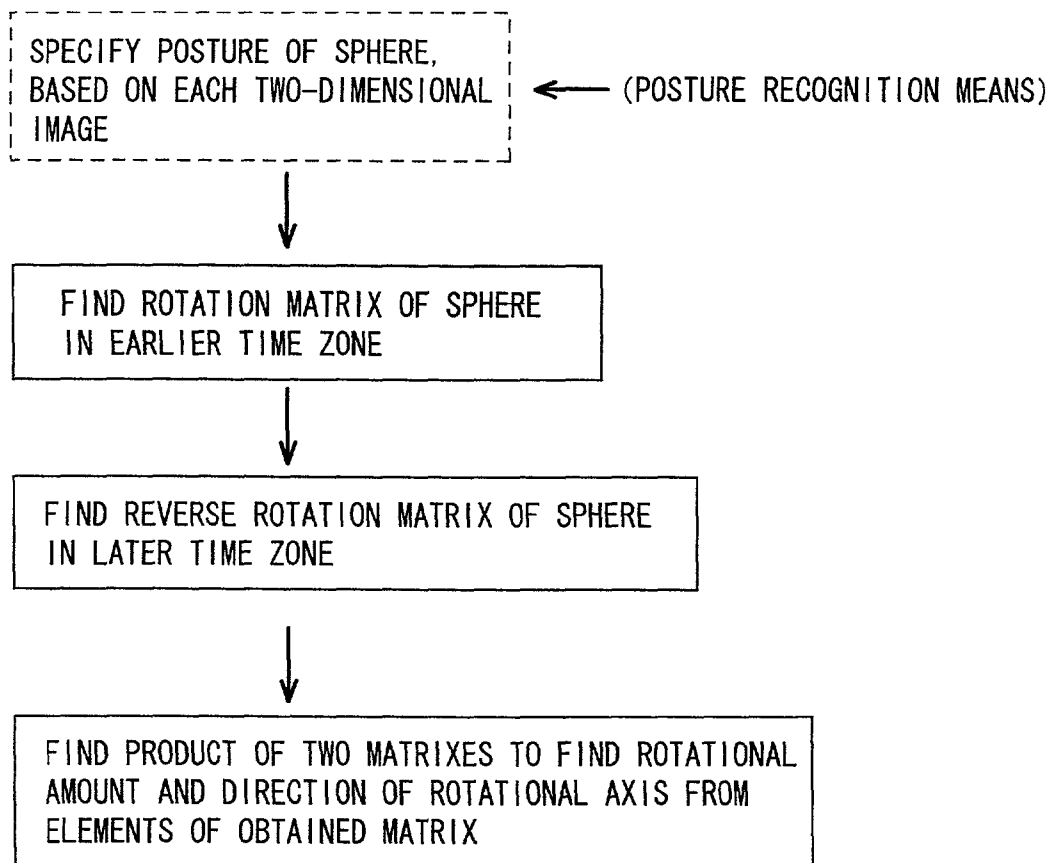 SPECIFY POSTURE OF SPHERE,
BASED ON EACH TWO-DIMENSIONAL
IMAGE
(POSTURE RECOGNITION MEANS)
FIND ROTATION MATRIX OF SPHERE
IN EARLIER TIME ZONE
FIND REVERSE ROTATION MATRIX OF SPHERE
IN LATER TIME ZONE
FIND PRODUCT OF TWO MATRIXES TO FIND ROTATIONAL
AMOUNT AND DIRECTION OF ROTATIONAL AXIS FROM
ELEMENTS OF OBTAINED MATRIX